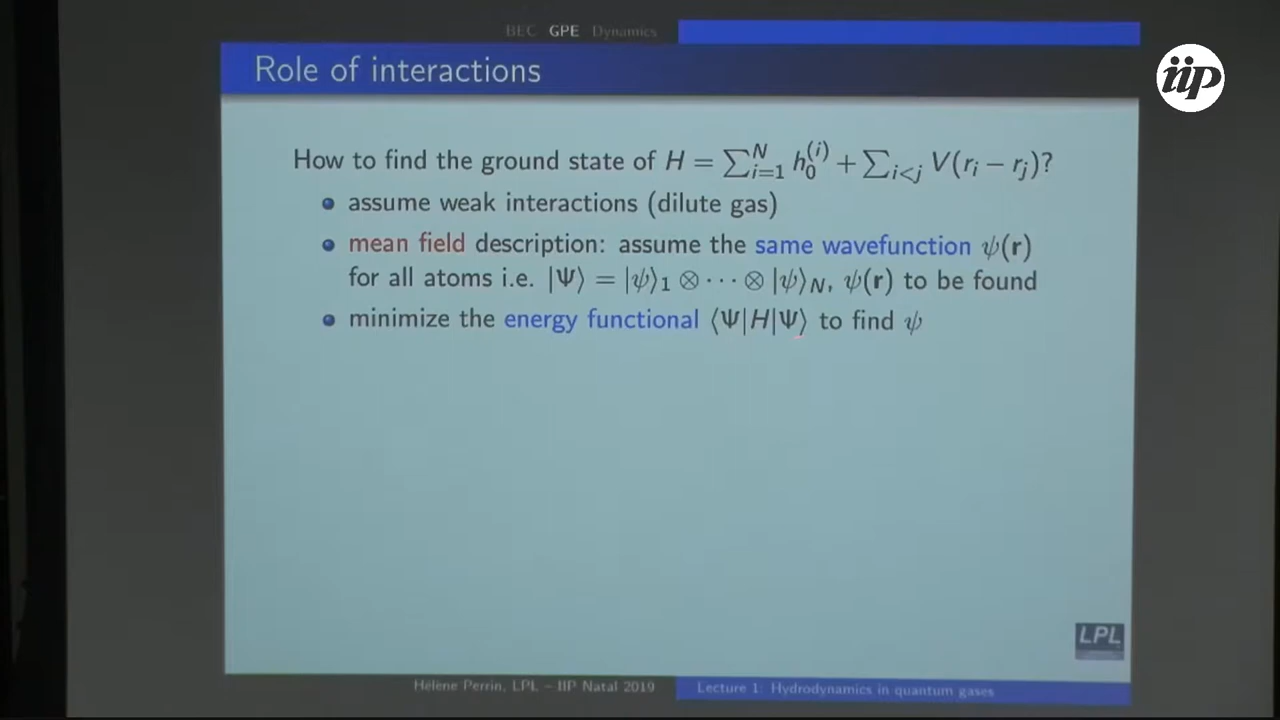 BEC GPE Dynamics
iip
Role of interactions
How to find the ground state of H = ∑_{i=1}^{N} h_0^{(i)} + ∑_{i<j} V(r_i − r_j)?
assume weak interactions (dilute gas)
mean field description: assume the same wavefunction ψ(r)
for all atoms i.e. |Ψ⟩ = |ψ⟩_1 ⊗ ··· ⊗ |ψ⟩_N, ψ(r) to be found
minimize the energy functional ⟨Ψ|H|Ψ⟩ to find ψ
LPL
Hélène Perrin, LPL – IIP Natal 2019
Lecture 1: Hydrodynamics in quantum gases